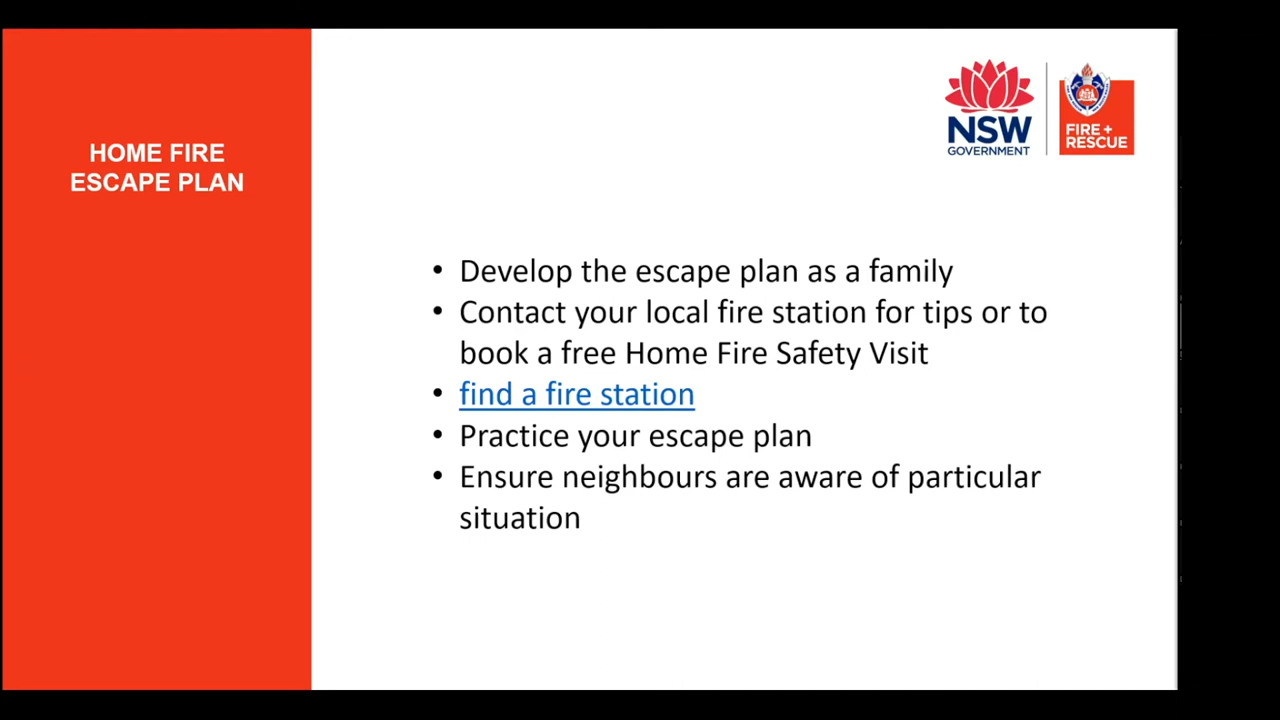 HOME FIRE
ESCAPE PLAN
NSW
GOVERNMENT
FIRE+
RESCUE
• Develop the escape plan as a family
• Contact your local fire station for tips or to
book a free Home Fire Safety Visit
• find a fire station
• Practice your escape plan
• Ensure neighbours are aware of particular
situation